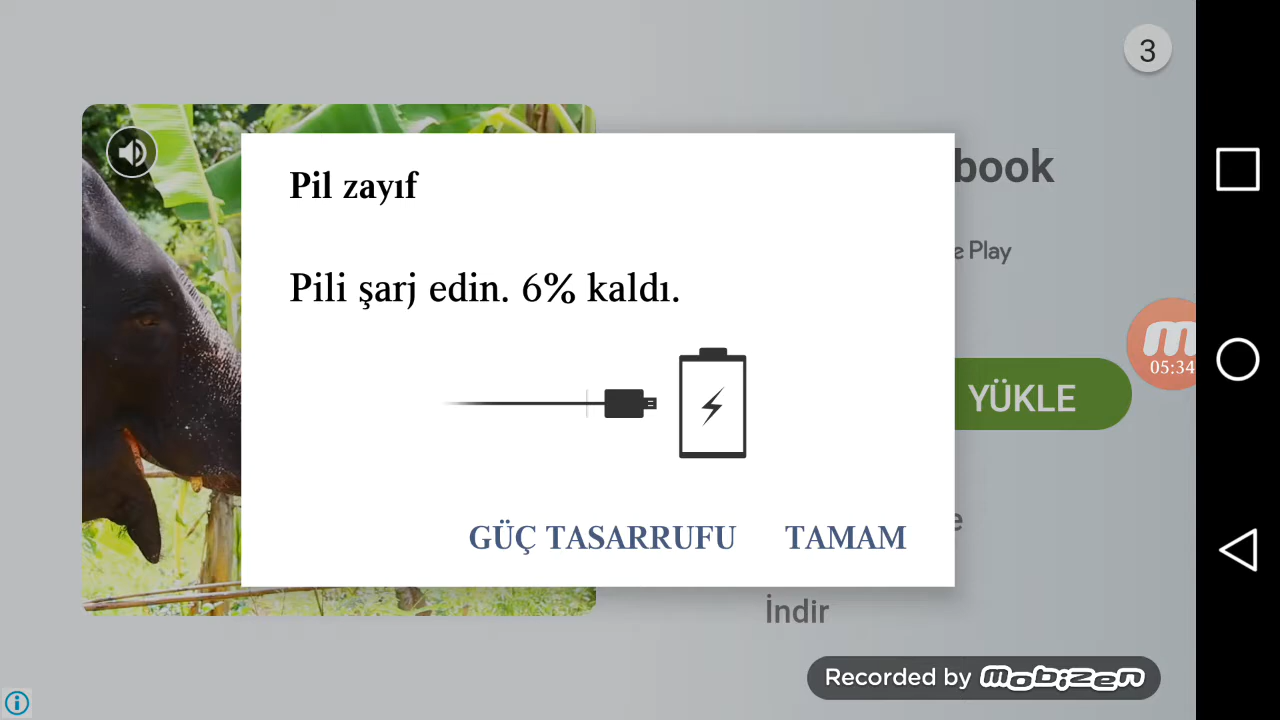 3
book
Play
Pil zayıf
Pili şarj edin. 6% kaldı.
05:34
YÜKLE
GÜÇ TASARRUFU TAMAM
İndir
Recorded by mobizen